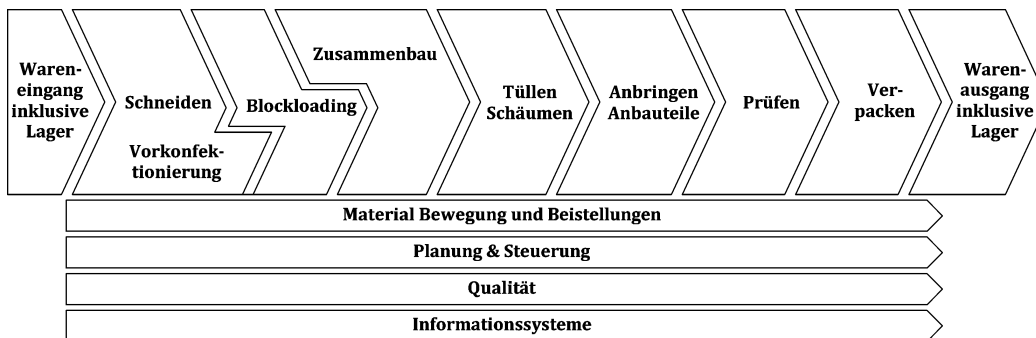 Waren-
eingang
inklusive
Lager
Schneiden
Vorkonfek-
tionierung
Blockloading
Zusammenbau
Tüllen
Schäumen
Anbringen
Anbauteile
Prüfen
Ver-
packen
Waren-
ausgang
inklusive
Lager
Material Bewegung und Beistellungen
Planung & Steuerung
Qualität
Informationssysteme